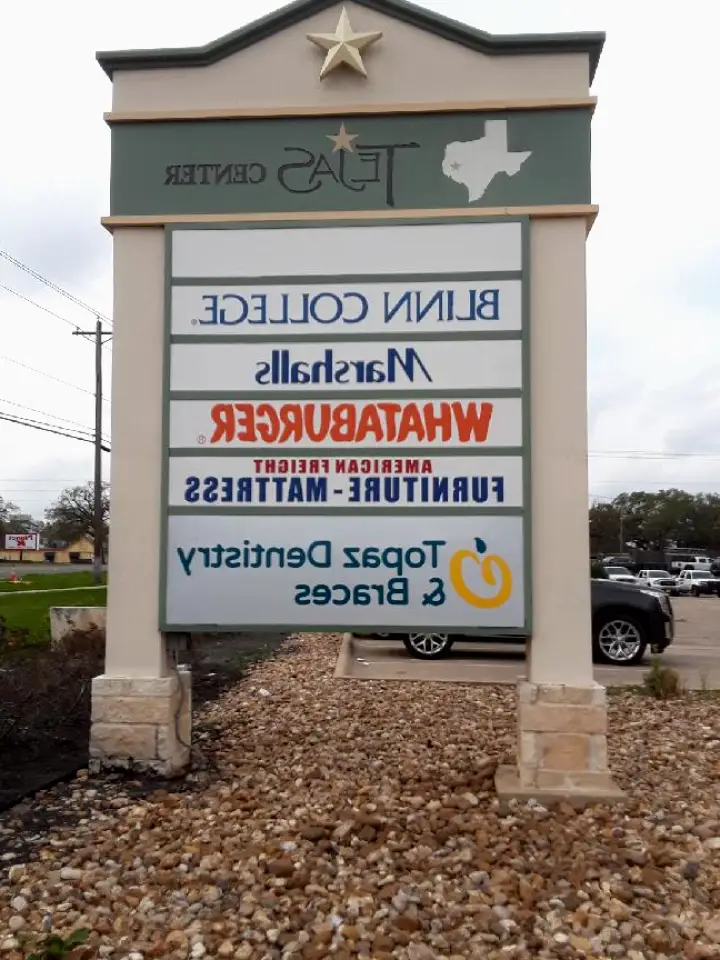 TEJAS CENTER
BLINN COLLEGE®
Marshalls
WHATABURGER®
AMERICAN FREIGHT
FURNITURE - MATTRESS
Topaz Dentistry
& Braces